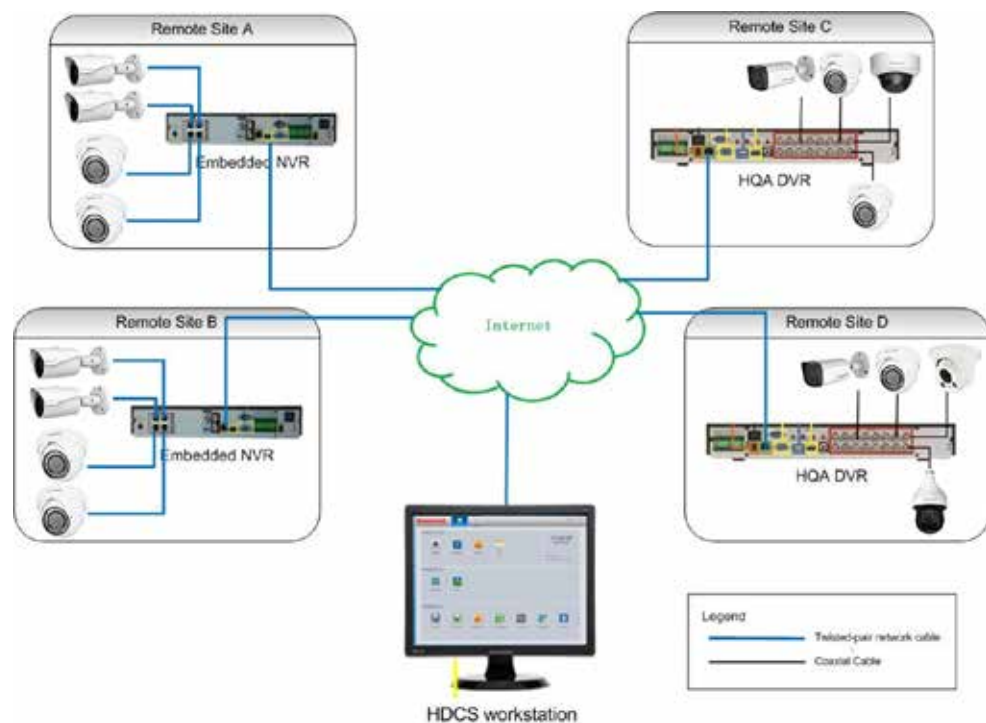 Remote Site A
Embedded NVR
Remote Site C
HQA DVR
Internet
Remote Site B
Embedded NVR
Remote Site D
HQA DVR
HDCS workstation
Legend
Twisted-pair network cable
Coaxial Cable